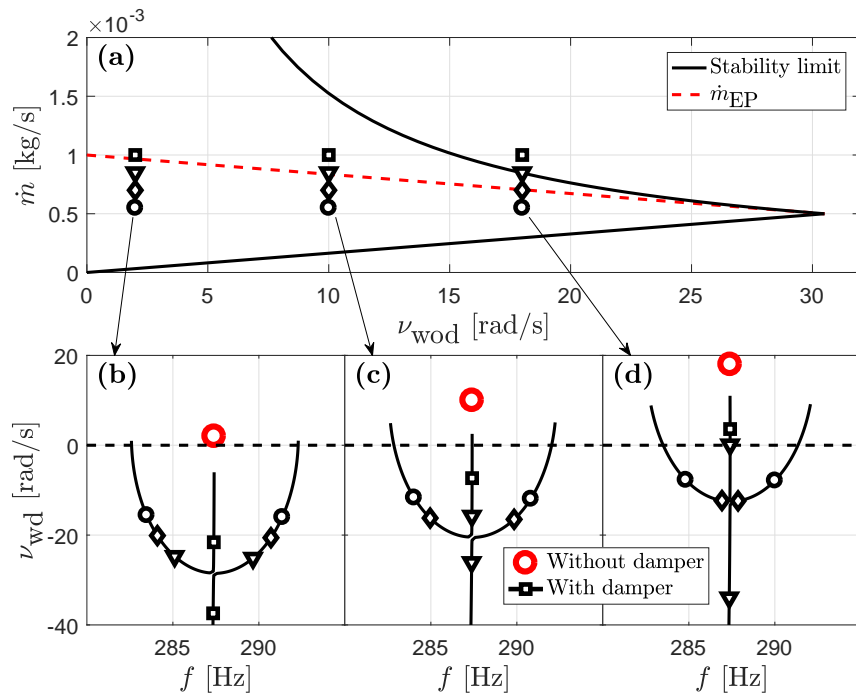 ×10⁻³
(a)
Stability limit
ṁ_EP
2
1.5
1
0.5
0
ṁ [kg/s]
0 5 10 15 20 25 30
ν_wod [rad/s]
(b) (c) (d)
20
0
-20
-40
ν_wd [rad/s]
Without damper
With damper
285 290 285 290 285 290
f [Hz] f [Hz] f [Hz]